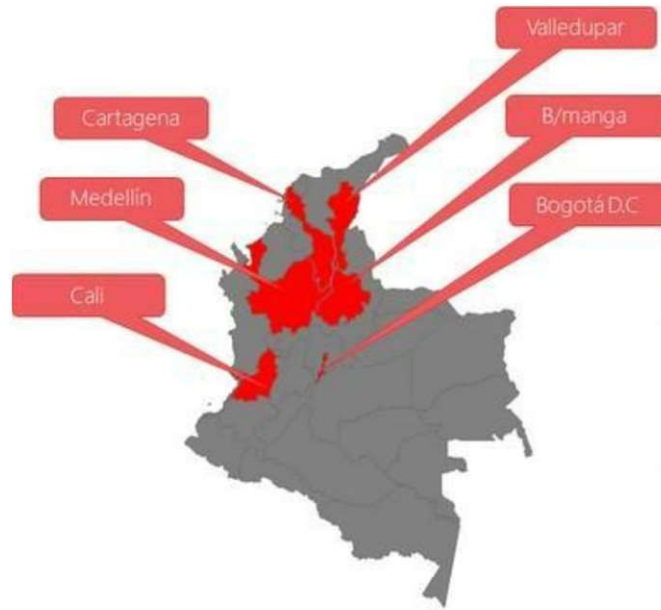 Valledupar
Cartagena
B/manga
Medellín
Bogotá D.C
Cali